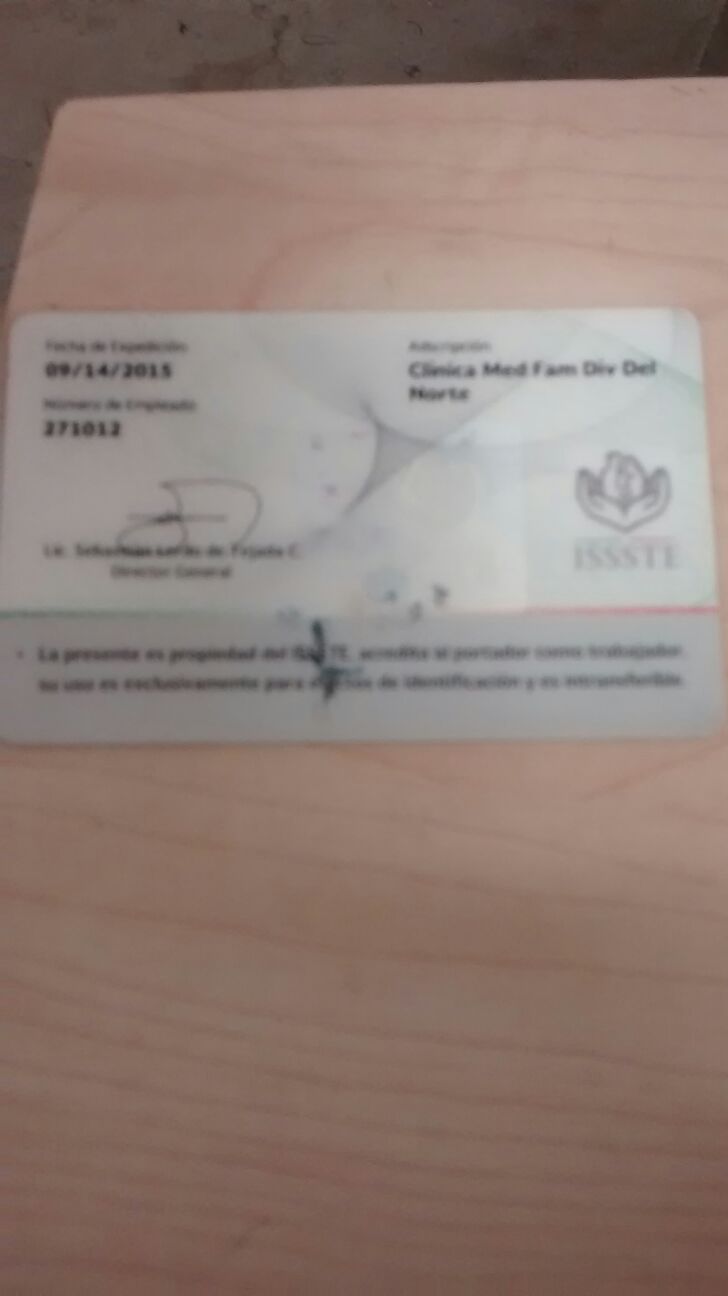 Fecha de Expedición
09/14/2015
Adscripción
Clinica Med Fam Div Del
Norte
Número de Empleado
271012
Lic. Sebastián Lerdo de Tejada C.
Director General
ISSSTE
• La presente es propiedad del ISSSTE, acredita al portador como trabajador,
su uso es exclusivamente para de identificación y es intransferible.